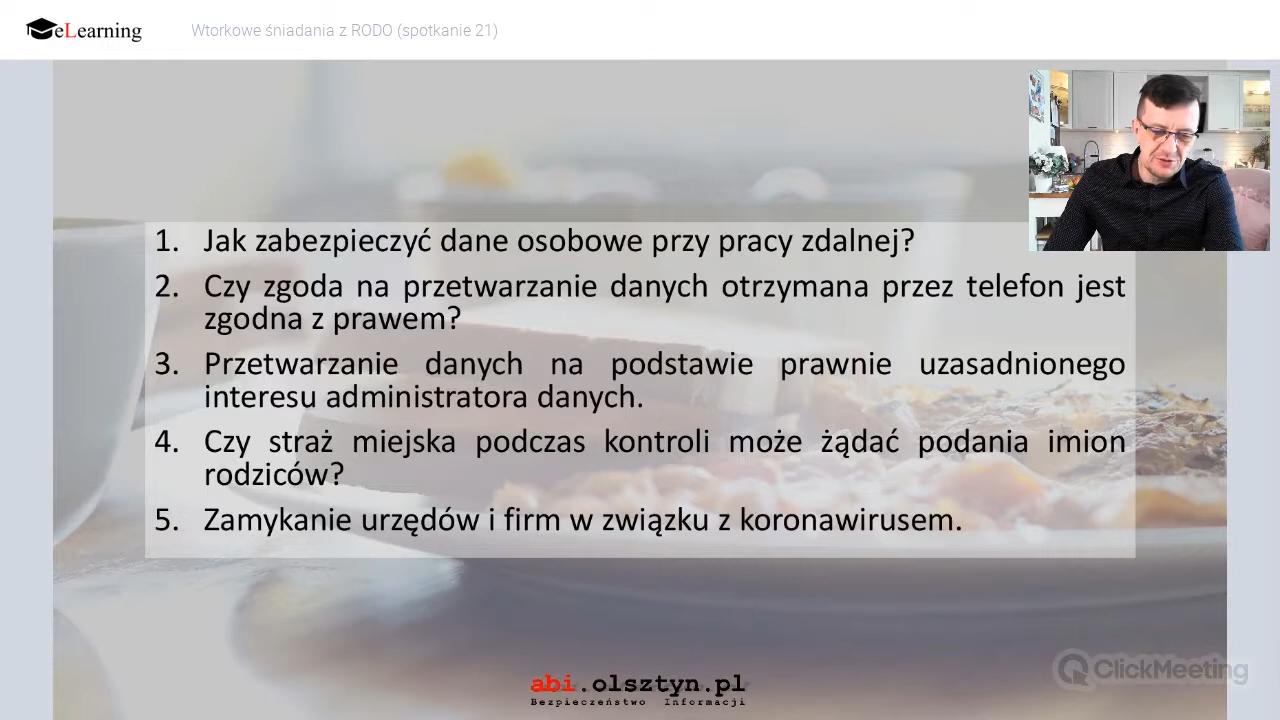 eLearning
Wtorkowe śniadania z RODO (spotkanie 21)
1. Jak zabezpieczyć dane osobowe przy pracy zdalnej?
2. Czy zgoda na przetwarzanie danych otrzymana przez telefon jest
zgodna z prawem?
3. Przetwarzanie danych na podstawie prawnie uzasadnionego
interesu administratora danych.
4. Czy straż miejska podczas kontroli może żądać podania imion
rodziców?
5. Zamykanie urzędów i firm w związku z koronawirusem.
ClickMeeting
abi.olsztyn.pl
Bezpieczeństwo Informacji